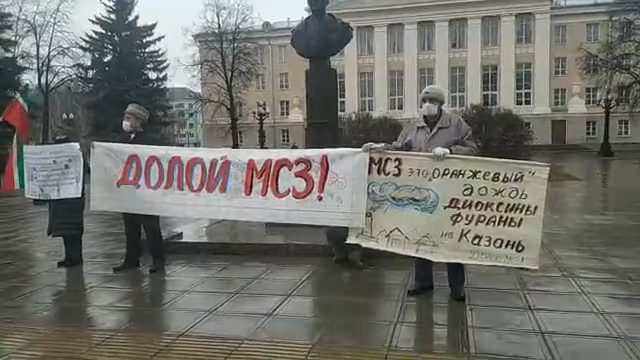 ДОЛОЙ МСЗ!
МСЗ ЭТО „ОРАНЖЕВЫЙ"
ДОЖДЬ
ДИОКСИНЫ
ФУРАНЫ
на Казань